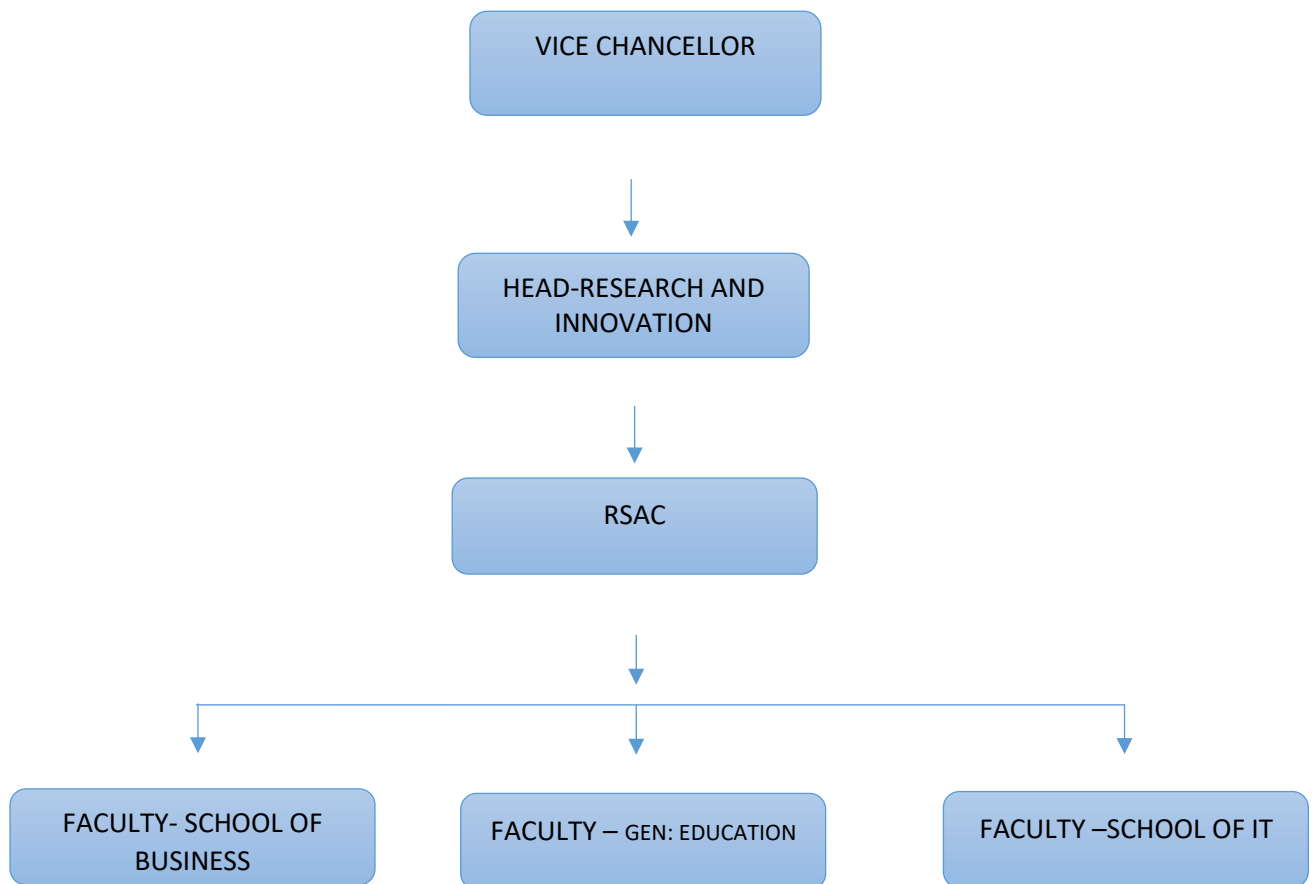 VICE CHANCELLOR
HEAD-RESEARCH AND
INNOVATION
RSAC
FACULTY- SCHOOL OF
BUSINESS
FACULTY – GEN: EDUCATION
FACULTY –SCHOOL OF IT